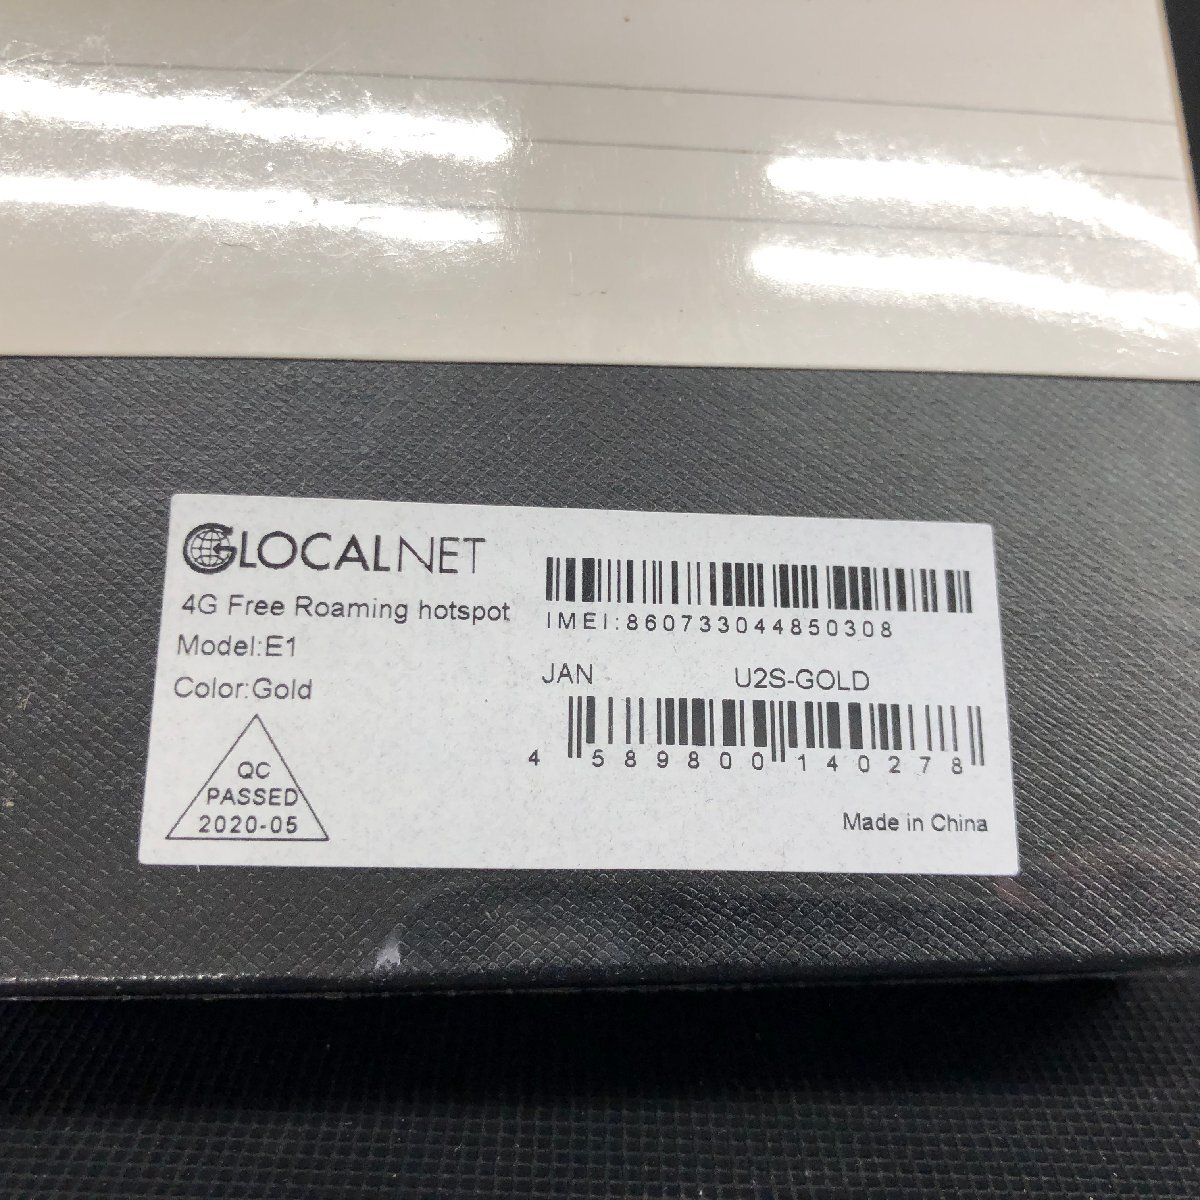 GLOCALNET
4G Free Roaming hotspot
Model:E1
Color:Gold
QC
PASSED
2020-05
IMEI:860733044850308
JAN U2S-GOLD
4 589800 140278
Made in China